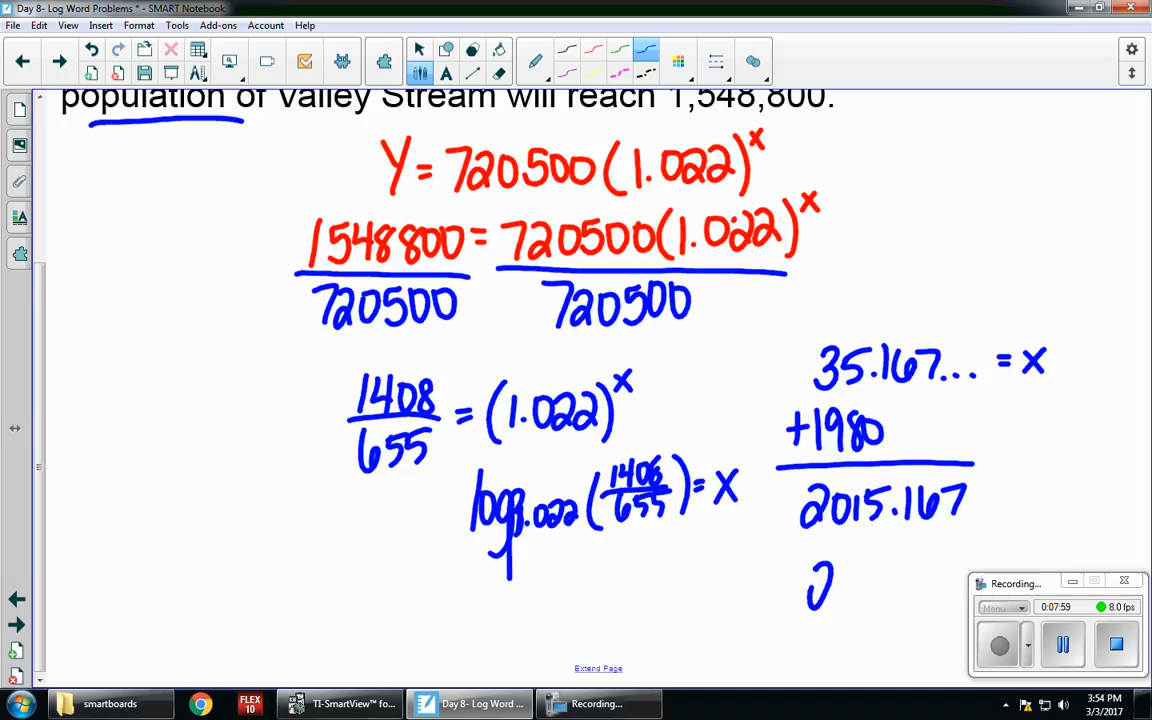 Day 8- Log Word Problems * - SMART Notebook
File Edit View Insert Format Tools Add-ons Account Help
population of Valley Stream will reach 1,548,800.
Y = 720500(1.022)^x
1548800 = 720500(1.022)^x
720500 720500
1408
655 = (1.022)^x
log1.022 (1408/655) = x
35.167... = x
+1980
2015.167
2
Extend Page
Recording...
Menu
0:07:59
8.0 fps
smartboards
FLEX 10
TI-SmartView™ fo...
Day 8- Log Word ...
Recording...
3:54 PM
3/3/2017